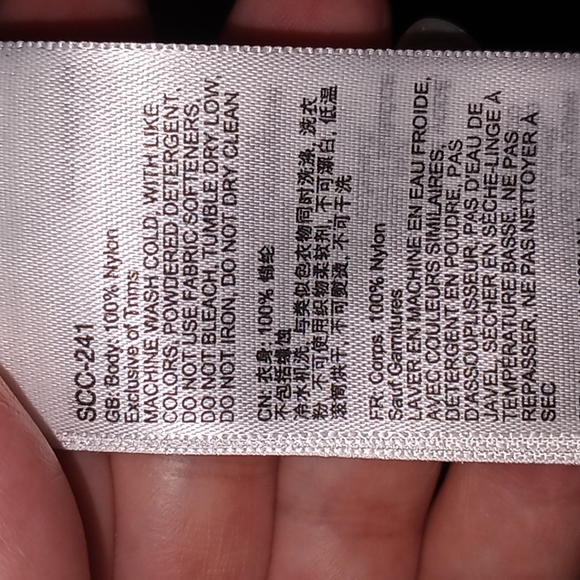 SCC-241
GB Body: 100% Nylon
Exclusive of Trims
MACHINE WASH COLD, WITH LIKE
COLORS, POWDERED DETERGENT,
DO NOT USE FABRIC SOFTENERS,
DO NOT BLEACH, TUMBLE DRY LOW,
DO NOT IRON, DO NOT DRY CLEAN
CN: 衣身: 100% 锦纶
不包括缘蚀
冷水机洗, 与类似色衣物同时洗涤, 洗衣
粉, 不可使用织物柔软剂, 不可漂白, 低温
滚筒烘干, 不可熨烫, 不可干洗
FR: Corps: 100% Nylon
Sauf Garnitures
LAVER EN MACHINE EN EAU FROIDE,
AVEC COULEURS SIMILAIRES,
DETERGENT EN POUDRE, PAS
D'ASSOUPLISSEUR, PAS D'EAU DE
JAVEL, SECHER EN SÈCHE-LINGE À
TEMPÉRATURE BASSE, NE PAS
REPASSER, NE PAS NETTOYER À
SEC